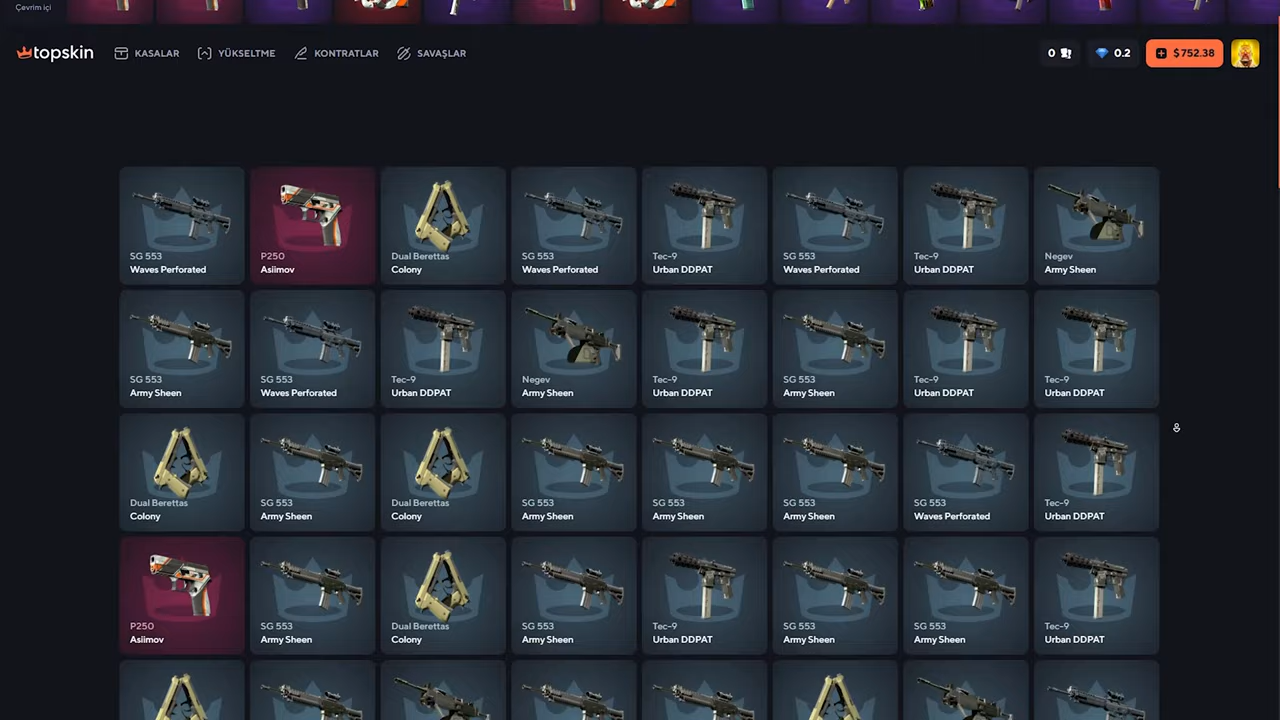 Çevrim içi
topskin
KASALAR
YÜKSELTME
KONTRATLAR
SAVAŞLAR
0
0.2
$ 752.38
SG 553
Waves Perforated
P250
Asiimov
Dual Berettas
Colony
SG 553
Waves Perforated
Tec-9
Urban DDPAT
SG 553
Waves Perforated
Tec-9
Urban DDPAT
Negev
Army Sheen
SG 553
Army Sheen
SG 553
Waves Perforated
Tec-9
Urban DDPAT
Negev
Army Sheen
Tec-9
Urban DDPAT
SG 553
Army Sheen
Tec-9
Urban DDPAT
Tec-9
Urban DDPAT
Dual Berettas
Colony
SG 553
Army Sheen
Dual Berettas
Colony
SG 553
Army Sheen
SG 553
Army Sheen
SG 553
Army Sheen
SG 553
Waves Perforated
Tec-9
Urban DDPAT
P250
Asiimov
SG 553
Army Sheen
Dual Berettas
Colony
SG 553
Army Sheen
Tec-9
Urban DDPAT
SG 553
Army Sheen
SG 553
Army Sheen
Tec-9
Urban DDPAT